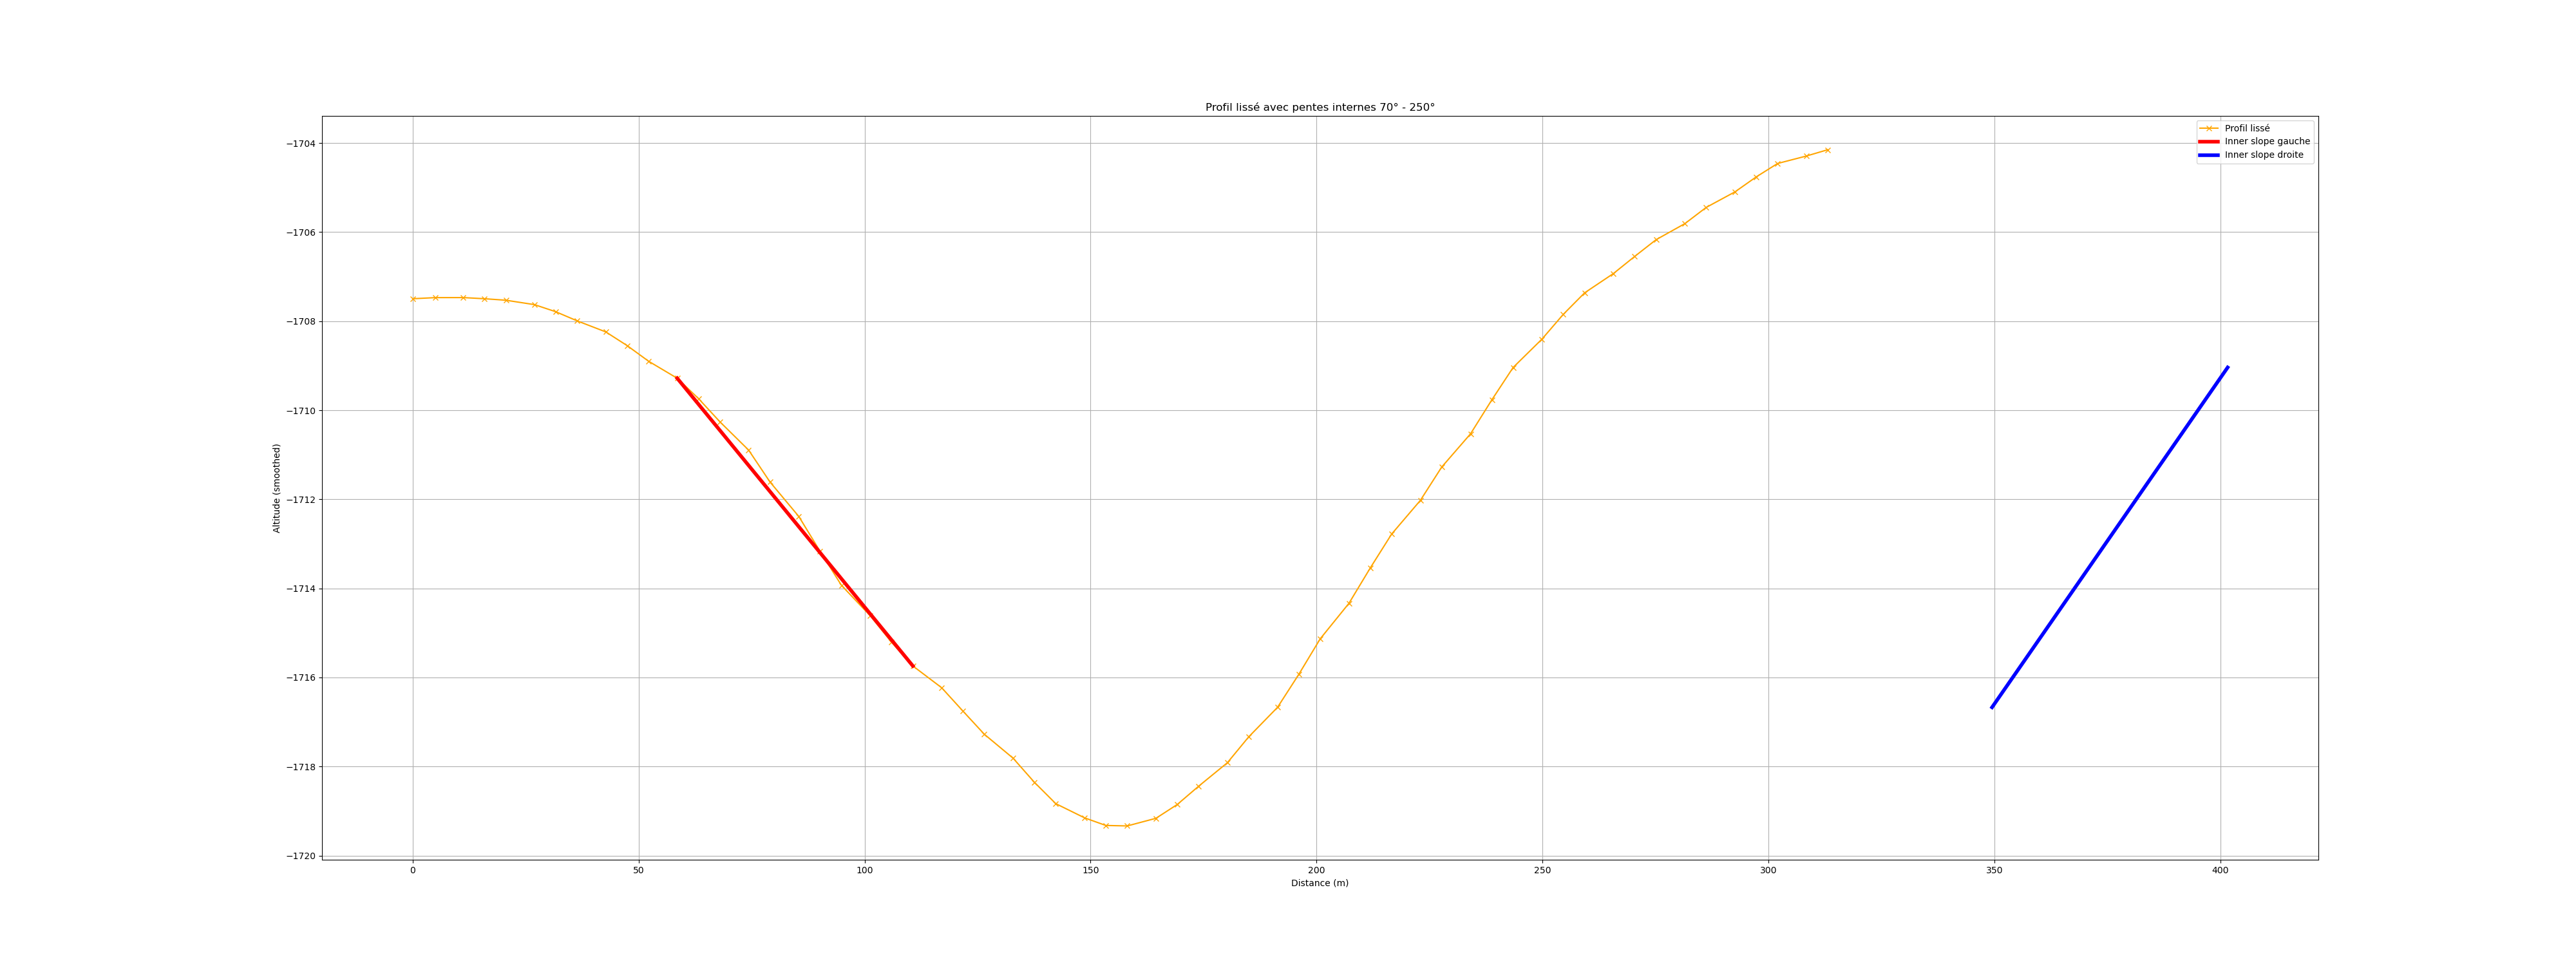 Profil lissé avec pentes internes 70° - 250°
Profil lissé
Inner slope gauche
Inner slope droite
Altitude (smoothed)
−1704
−1706
−1708
−1710
−1712
−1714
−1716
−1718
−1720
0 50 100 150 200 250 300 350 400
Distance (m)